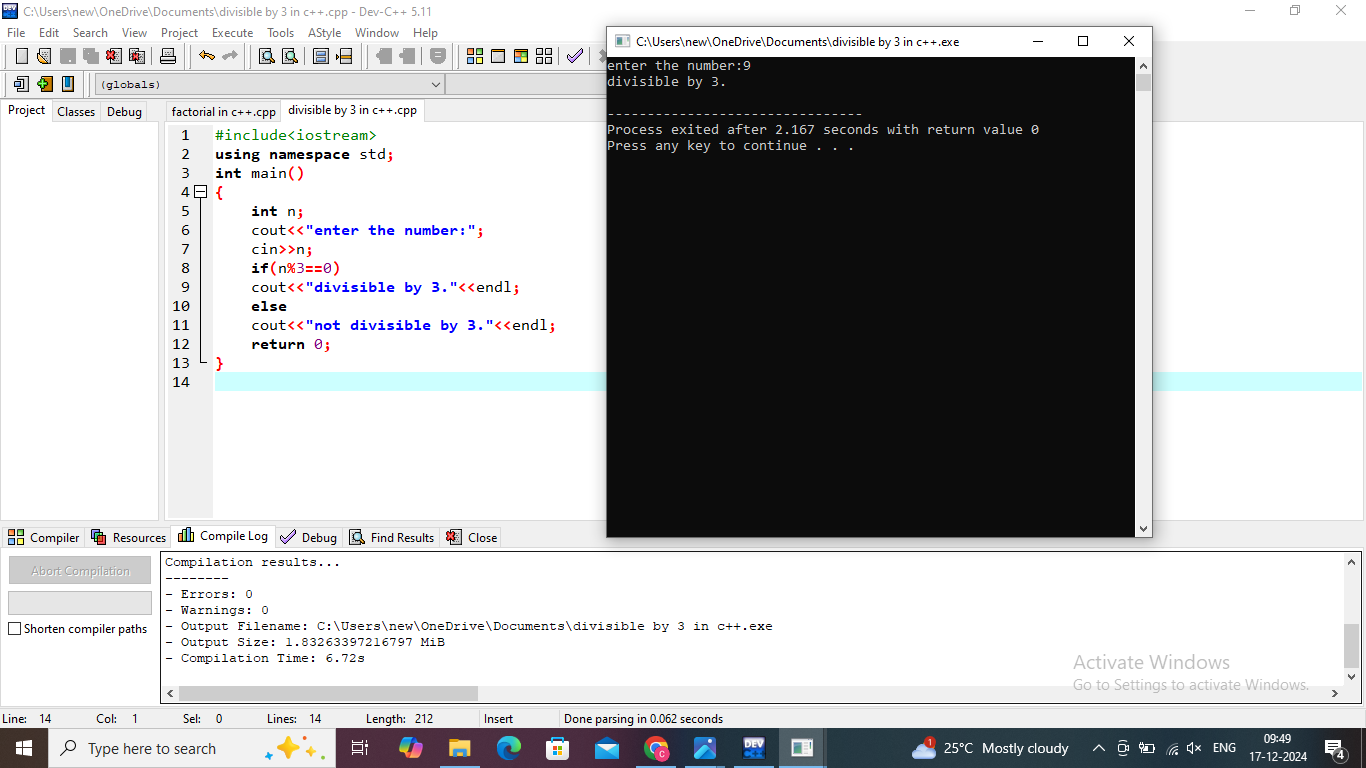 C:\Users\new\OneDrive\Documents\divisible by 3 in c++.cpp - Dev-C++ 5.11
File Edit Search View Project Execute Tools AStyle Window Help
(globals)
Project Classes Debug
factorial in c++.cpp divisible by 3 in c++.cpp
1 #include<iostream>
2 using namespace std;
3 int main()
4 {
5 int n;
6 cout<<"enter the number:";
7 cin>>n;
8 if(n%3==0)
9 cout<<"divisible by 3."<<endl;
10 else
11 cout<<"not divisible by 3."<<endl;
12 return 0;
13 }
14
C:\Users\new\OneDrive\Documents\divisible by 3 in c++.exe
enter the number:9
divisible by 3.
--------------------------------
Process exited after 2.167 seconds with return value 0
Press any key to continue . . .
Compiler Resources Compile Log Debug Find Results Close
Abort Compilation
Shorten compiler paths
Compilation results...
--------
- Errors: 0
- Warnings: 0
- Output Filename: C:\Users\new\OneDrive\Documents\divisible by 3 in c++.exe
- Output Size: 1.83263397216797 MiB
- Compilation Time: 6.72s
Activate Windows
Go to Settings to activate Windows.
Line: 14 Col: 1 Sel: 0 Lines: 14 Length: 212 Insert Done parsing in 0.062 seconds
Type here to search
DEV
1
25°C Mostly cloudy
ENG
09:49
17-12-2024
4